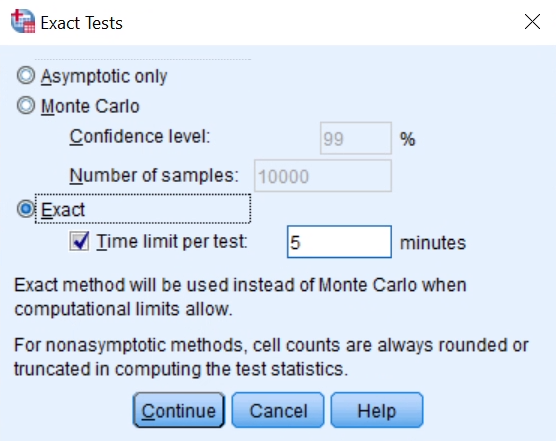 Exact Tests
Asymptotic only
Monte Carlo
Confidence level: 99 %
Number of samples: 10000
Exact
Time limit per test: 5 minutes
Exact method will be used instead of Monte Carlo when
computational limits allow.
For nonasymptotic methods, cell counts are always rounded or
truncated in computing the test statistics.
Continue Cancel Help